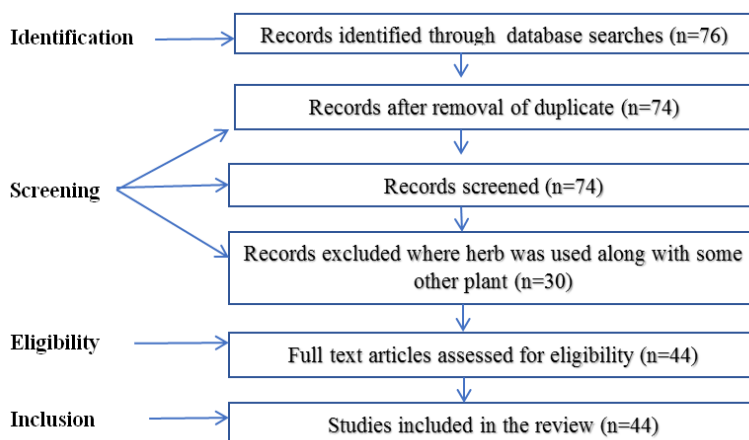 Identification
Records identified through database searches (n=76)
Records after removal of duplicate (n=74)
Screening
Records screened (n=74)
Records excluded where herb was used along with some
other plant (n=30)
Eligibility
Full text articles assessed for eligibility (n=44)
Inclusion
Studies included in the review (n=44)